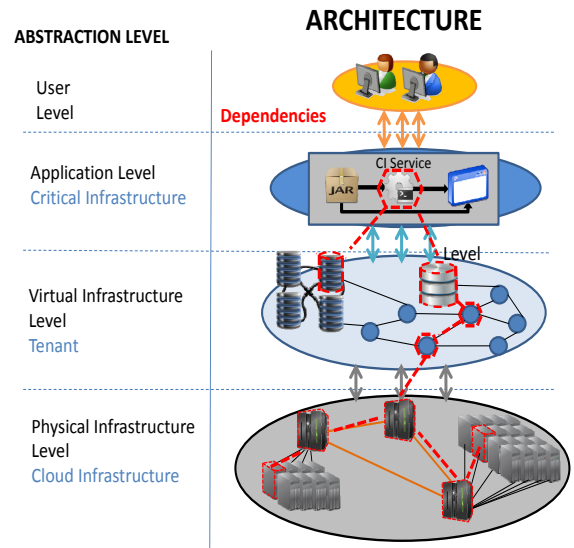 ARCHITECTURE
ABSTRACTION LEVEL
User
Level
Dependencies
Application Level
Critical Infrastructure
CI Service
JAR
Level
Virtual Infrastructure
Level
Tenant
Physical Infrastructure
Level
Cloud Infrastructure